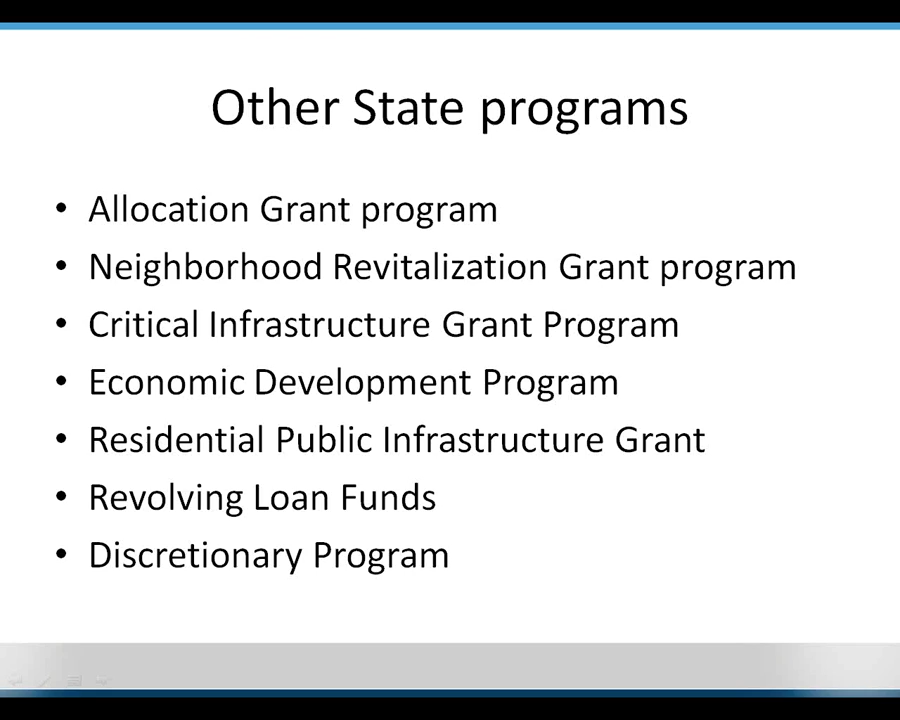 Other State programs
• Allocation Grant program
• Neighborhood Revitalization Grant program
• Critical Infrastructure Grant Program
• Economic Development Program
• Residential Public Infrastructure Grant
• Revolving Loan Funds
• Discretionary Program